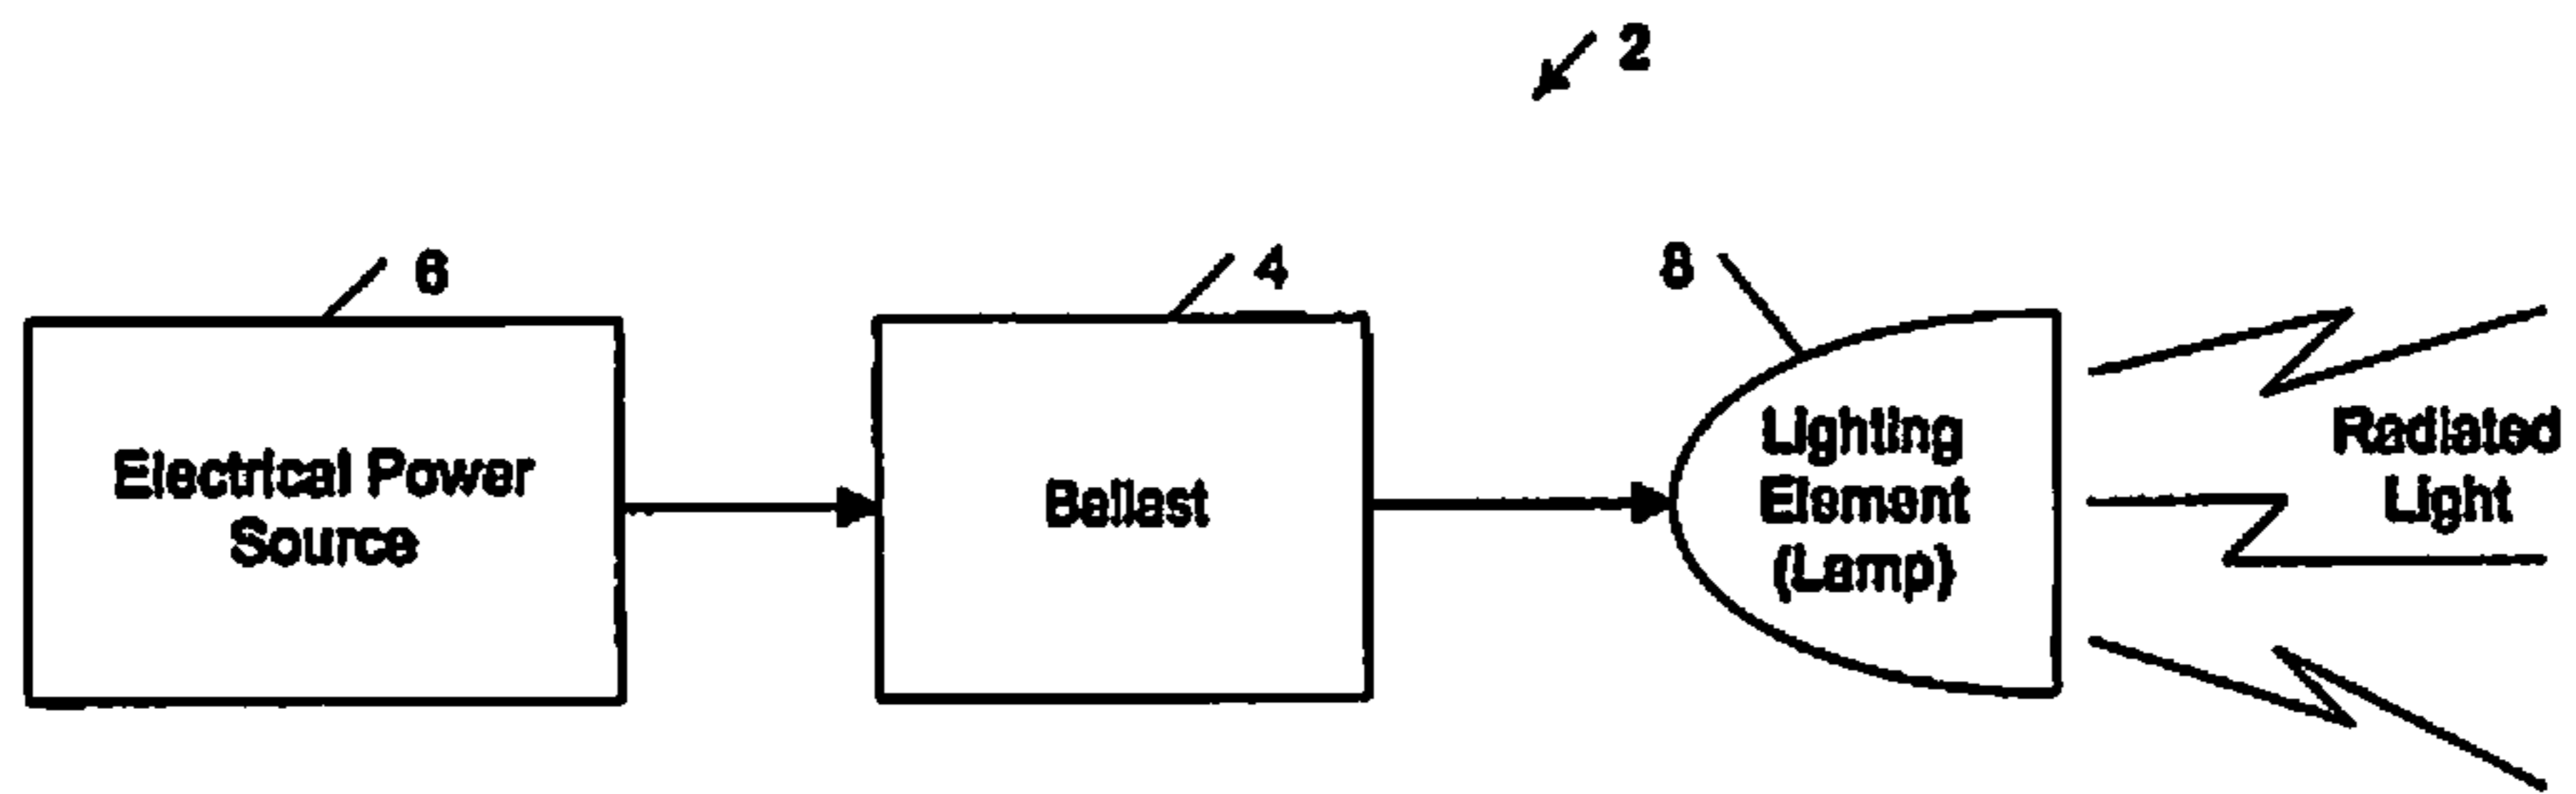 2
6
4
8
Electrical Power
Source
Ballast
Lighting
Element
(Lamp)
Radiated
Light